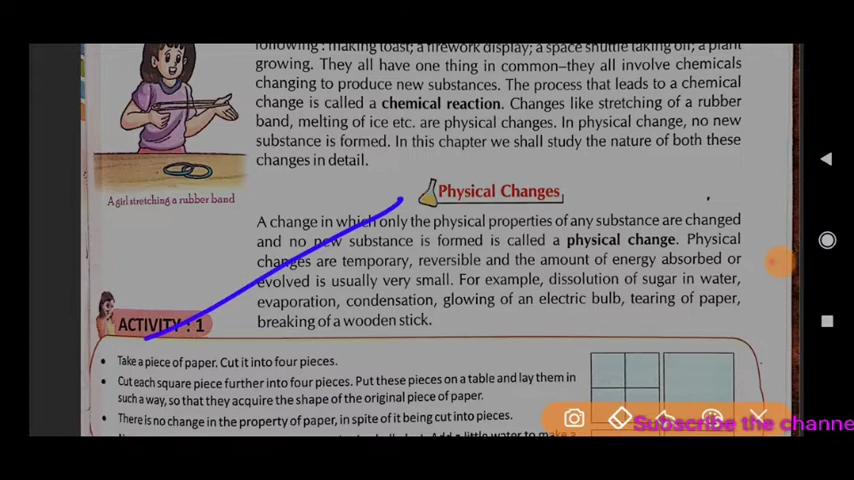 following : making toast; a firework display; a space shuttle taking off; a plant
growing. They all have one thing in common–they all involve chemicals
changing to produce new substances. The process that leads to a chemical
change is called a chemical reaction. Changes like stretching of a rubber
band, melting of ice etc. are physical changes. In physical change, no new
substance is formed. In this chapter we shall study the nature of both these
changes in detail.
A girl stretching a rubber band
Physical Changes
A change in which only the physical properties of any substance are changed
and no new substance is formed is called a physical change. Physical
changes are temporary, reversible and the amount of energy absorbed or
evolved is usually very small. For example, dissolution of sugar in water,
evaporation, condensation, glowing of an electric bulb, tearing of paper,
breaking of a wooden stick.
ACTIVITY : 1
• Take a piece of paper. Cut it into four pieces.
• Cut each square piece further into four pieces. Put these pieces on a table and lay them in
such a way, so that they acquire the shape of the original piece of paper.
• There is no change in the property of paper, in spite of it being cut into pieces.
Add a little water to make a
Subscribe the channe